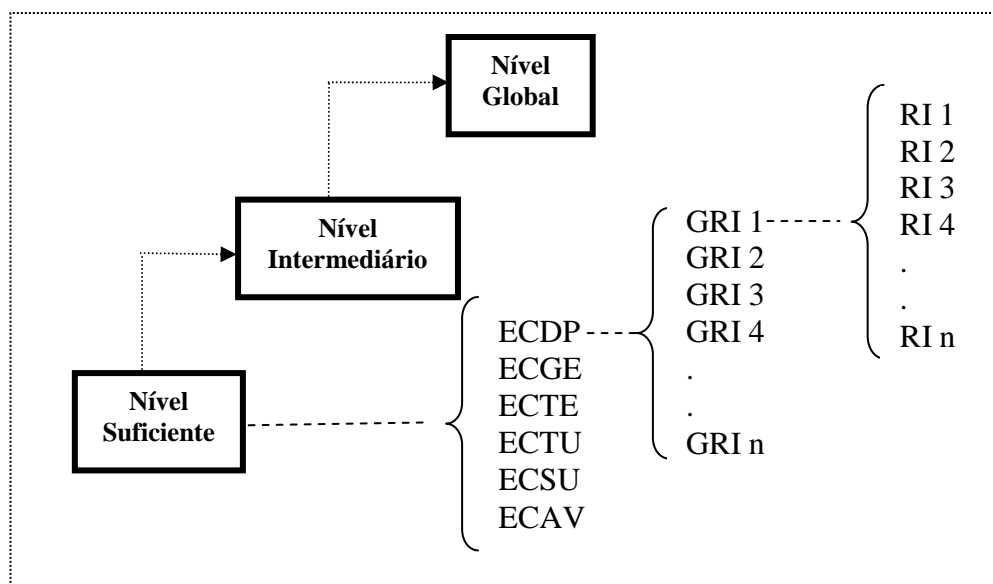 Nível
Global
Nível
Intermediário
Nível
Suficiente
ECDP
ECGE
ECTE
ECTU
ECSU
ECAV
GRI 1
GRI 2
GRI 3
GRI 4
.
.
GRI n
RI 1
RI 2
RI 3
RI 4
.
.
RI n